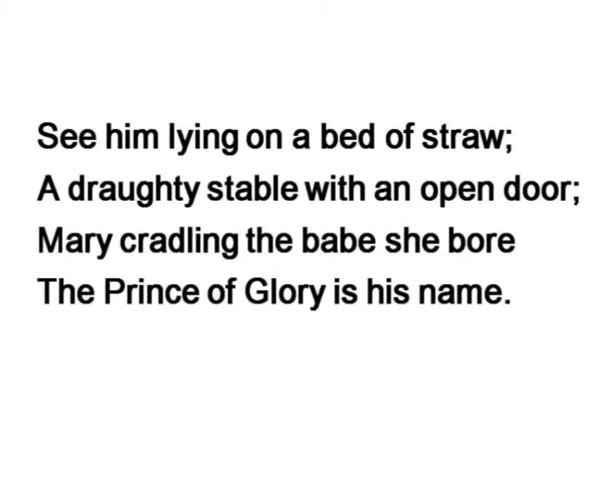 See him lying on a bed of straw;
A draughty stable with an open door;
Mary cradling the babe she bore
The Prince of Glory is his name.